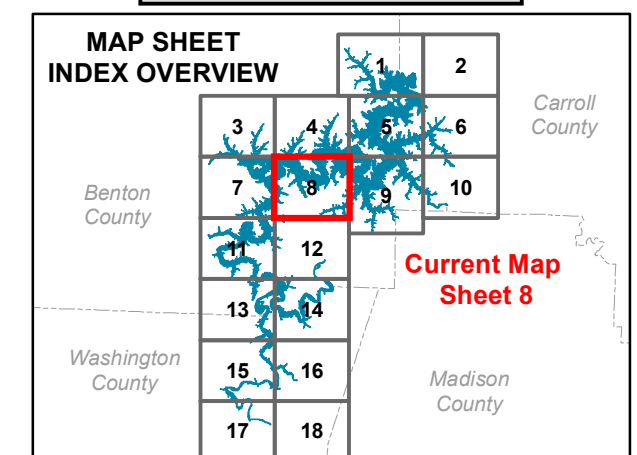 MAP SHEET
INDEX OVERVIEW
1
2
Carroll
County
3
4
5
6
Benton
County
7
8
9
10
11
12
Current Map
Sheet 8
13
14
Washington
County
15
16
Madison
County
17
18